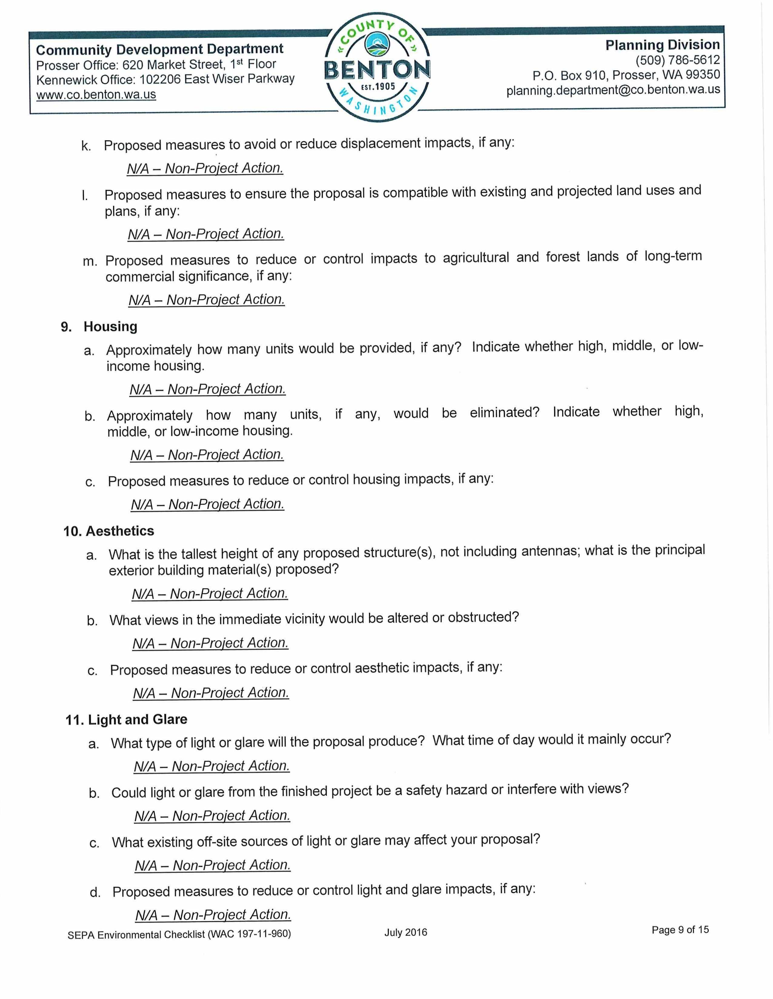 Community Development Department
Prosser Office: 620 Market Street, 1st Floor
Kennewick Office: 102206 East Wiser Parkway
www.co.benton.wa.us
«COUNTY OF»
BENTON
EST.1905
WASHINGTON
Planning Division
(509) 786-5612
P.O. Box 910, Prosser, WA 99350
planning.department@co.benton.wa.us
k. Proposed measures to avoid or reduce displacement impacts, if any:
N/A – Non-Project Action.
l. Proposed measures to ensure the proposal is compatible with existing and projected land uses and
plans, if any:
N/A – Non-Project Action.
m. Proposed measures to reduce or control impacts to agricultural and forest lands of long-term
commercial significance, if any:
N/A – Non-Project Action.
9. Housing
a. Approximately how many units would be provided, if any? Indicate whether high, middle, or low-
income housing.
N/A – Non-Project Action.
b. Approximately how many units, if any, would be eliminated? Indicate whether high,
middle, or low-income housing.
N/A – Non-Project Action.
c. Proposed measures to reduce or control housing impacts, if any:
N/A – Non-Project Action.
10. Aesthetics
a. What is the tallest height of any proposed structure(s), not including antennas; what is the principal
exterior building material(s) proposed?
N/A – Non-Project Action.
b. What views in the immediate vicinity would be altered or obstructed?
N/A – Non-Project Action.
c. Proposed measures to reduce or control aesthetic impacts, if any:
N/A – Non-Project Action.
11. Light and Glare
a. What type of light or glare will the proposal produce? What time of day would it mainly occur?
N/A – Non-Project Action.
b. Could light or glare from the finished project be a safety hazard or interfere with views?
N/A – Non-Project Action.
c. What existing off-site sources of light or glare may affect your proposal?
N/A – Non-Project Action.
d. Proposed measures to reduce or control light and glare impacts, if any:
N/A – Non-Project Action.
SEPA Environmental Checklist (WAC 197-11-960)
July 2016
Page 9 of 15